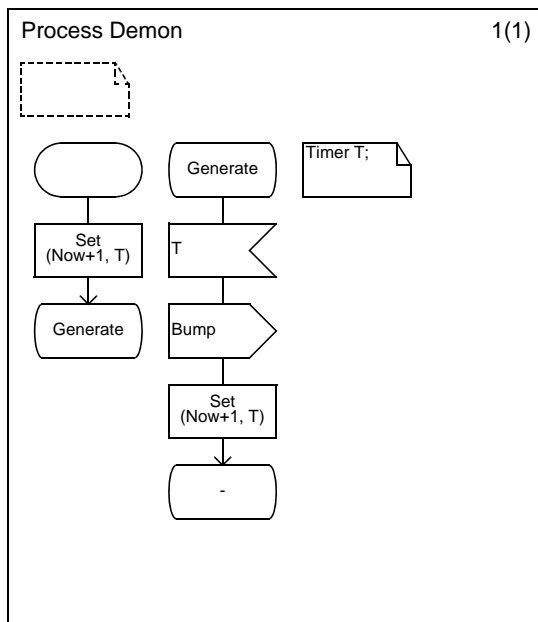 Process Demon
1(1)
Generate
Timer T;
Set
(Now+1, T)
T
Generate
Bump
Set
(Now+1, T)
-